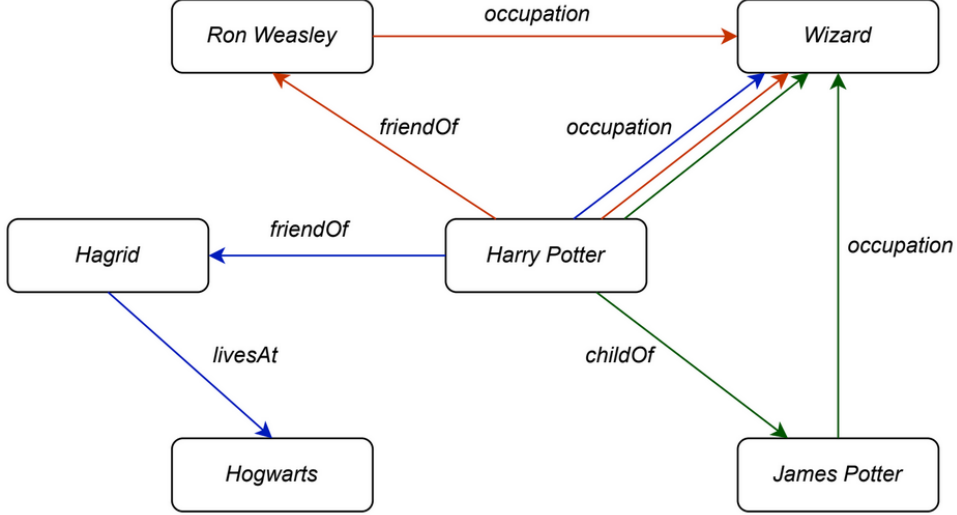 occupation
Ron Weasley
Wizard
friendOf
occupation
friendOf
Hagrid
Harry Potter
occupation
livesAt
childOf
Hogwarts
James Potter